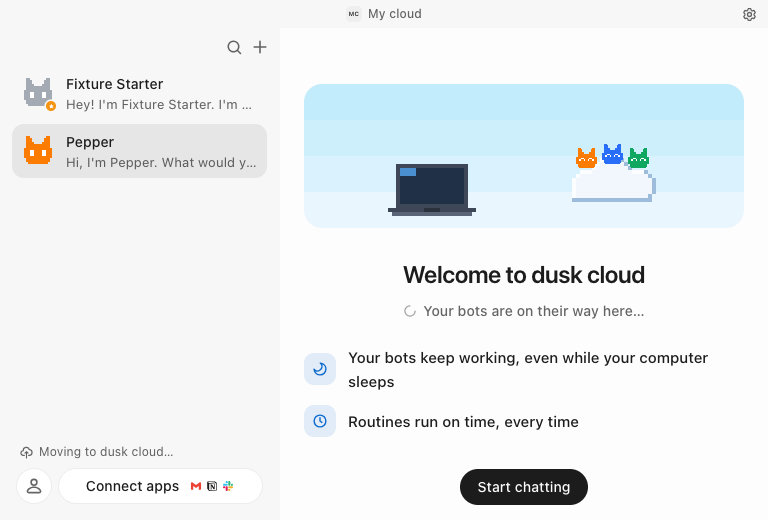 MC My cloud
Fixture Starter
Hey! I'm Fixture Starter. I'm ...
Pepper
Hi, I'm Pepper. What would y...
Welcome to dusk cloud
Your bots are on their way here...
Your bots keep working, even while your computer
sleeps
Routines run on time, every time
Moving to dusk cloud...
Connect apps
Start chatting